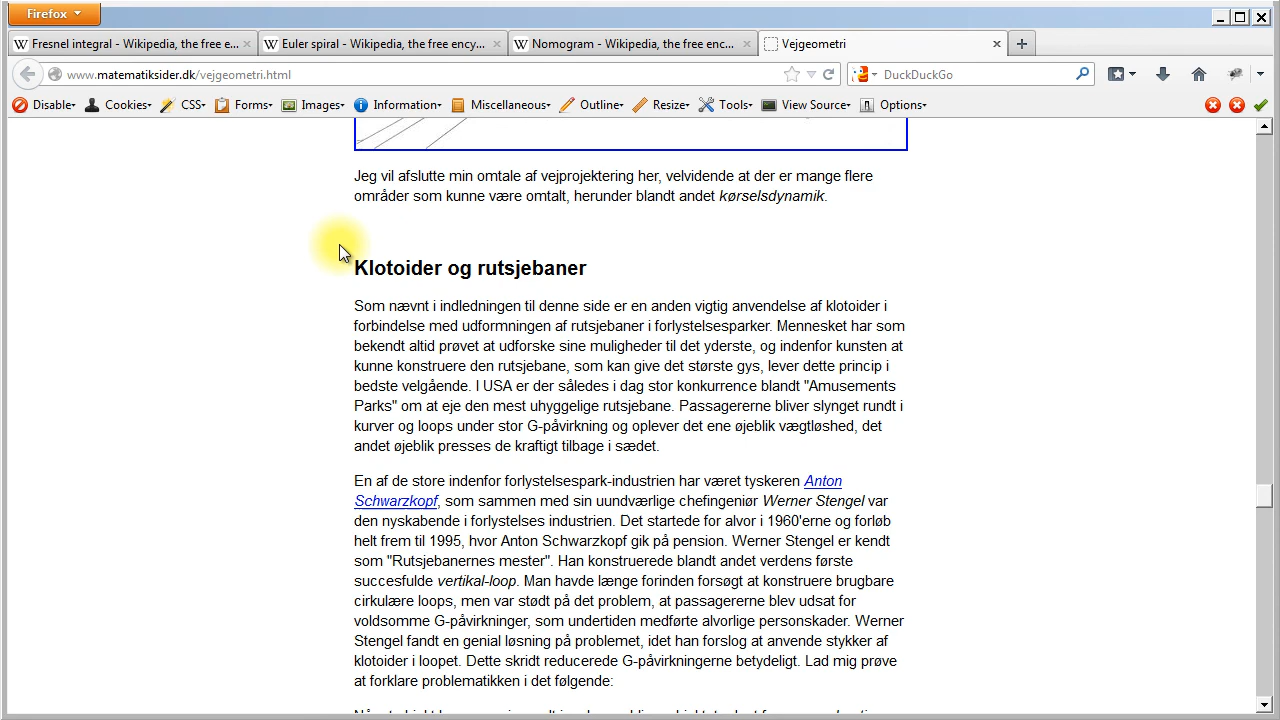 Firefox
Fresnel integral - Wikipedia, the free e...
Euler spiral - Wikipedia, the free ency...
Nomogram - Wikipedia, the free enc...
Vejgeometri
www.matematiksider.dk/vejgeometri.html
DuckDuckGo
Disable
Cookies
CSS
Forms
Images
Information
Miscellaneous
Outline
Resize
Tools
View Source
Options
Jeg vil afslutte min omtale af vejprojektering her, velvidende at der er mange flere
områder som kunne være omtalt, herunder blandt andet kørselsdynamik.
Klotoider og rutsjebaner
Som nævnt i indledningen til denne side er en anden vigtig anvendelse af klotoider i
forbindelse med udformningen af rutsjebaner i forlystelsesparker. Mennesket har som
bekendt altid prøvet at udforske sine muligheder til det yderste, og indenfor kunsten at
kunne konstruere den rutsjebane, som kan give det største gys, lever dette princip i
bedste velgående. I USA er der således i dag stor konkurrence blandt "Amusements
Parks" om at eje den mest uhyggelige rutsjebane. Passagererne bliver slynget rundt i
kurver og loops under stor G-påvirkning og oplever det ene øjeblik vægtløshed, det
andet øjeblik presses de kraftigt tilbage i sædet.
En af de store indenfor forlystelsespark-industrien har været tyskeren Anton
Schwarzkopf, som sammen med sin uundværlige chefingeniør Werner Stengel var
den nyskabende i forlystelses industrien. Det startede for alvor i 1960'erne og forløb
helt frem til 1995, hvor Anton Schwarzkopf gik på pension. Werner Stengel er kendt
som "Rutsjebanernes mester". Han konstruerede blandt andet verdens første
succesfulde vertikal-loop. Man havde længe forinden forsøgt at konstruere brugbare
cirkulære loops, men var stødt på det problem, at passagererne blev udsat for
voldsomme G-påvirkninger, som undertiden medførte alvorlige personskader. Werner
Stengel fandt en genial løsning på problemet, idet han forslog at anvende stykker af
klotoider i loopet. Dette skridt reducerede G-påvirkningerne betydeligt. Lad mig prøve
at forklare problematikken i det følgende: